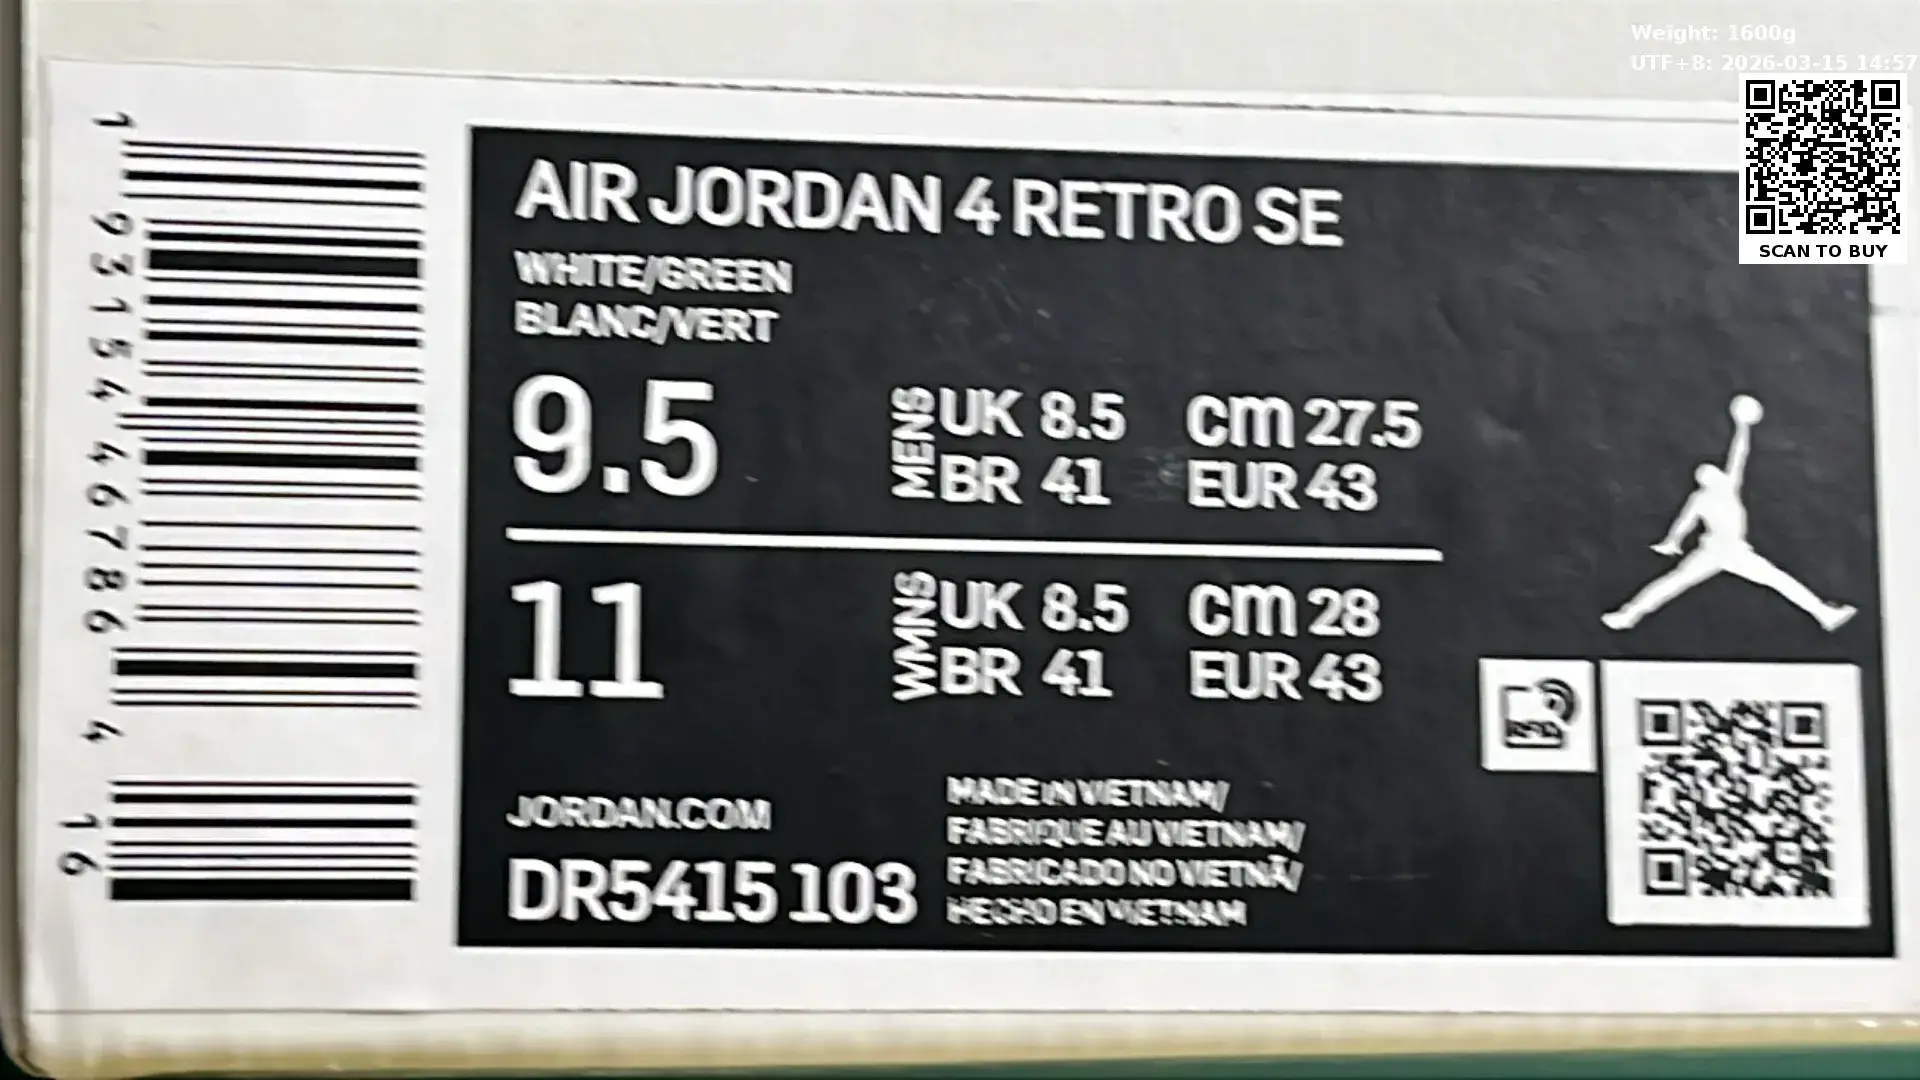 Weight: 1600g
UTF+8: 2026-03-15 14:57
SCAN TO BUY
AIR JORDAN 4 RETRO SE
WHITE/GREEN
BLANC/VERT
9.5
MENS
UK 8.5 cm 27.5
BR 41 EUR 43
11
WMNS
UK 8.5 cm 28
BR 41 EUR 43
RFID
JORDAN.COM
DR5415 103
MADE IN VIETNAM/
FABRIQUE AU VIETNAM/
FABRICADO NO VIETNÃ/
HECHO EN VIETNAM
1 93154 46786 4
16